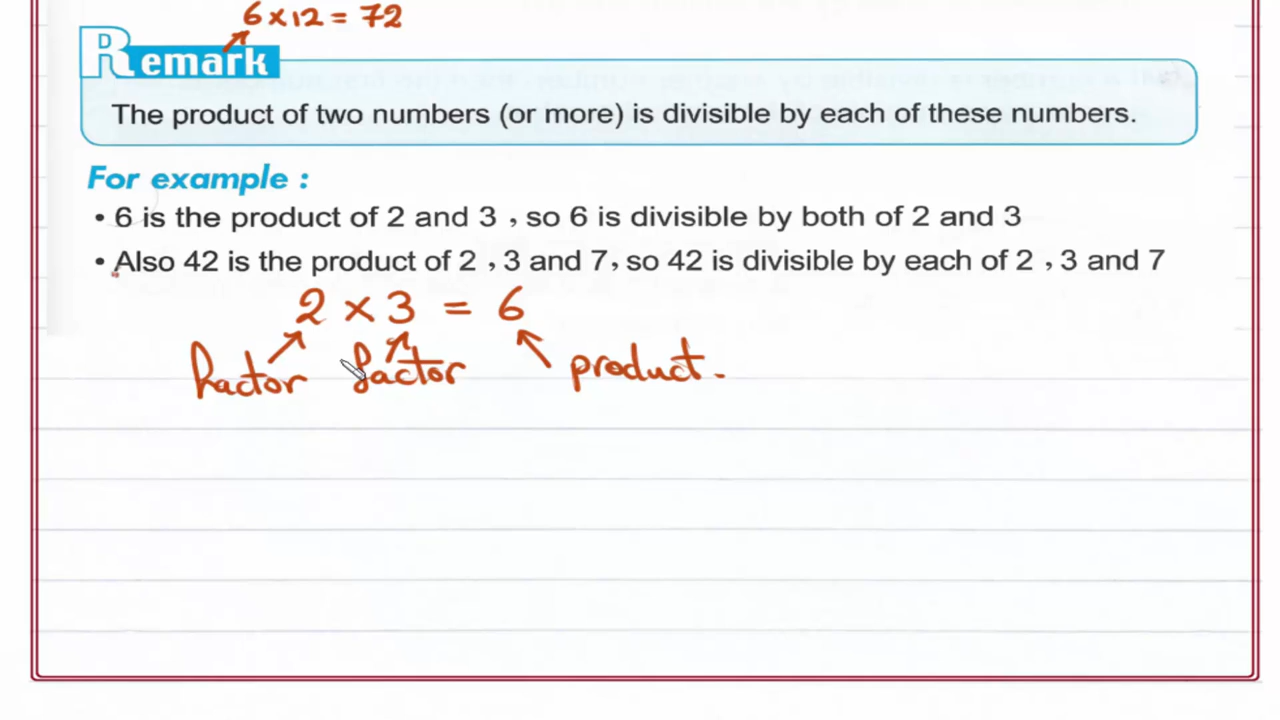 6 × 12 = 72
Remark
The product of two numbers (or more) is divisible by each of these numbers.
For example :
• 6 is the product of 2 and 3 , so 6 is divisible by both of 2 and 3
• Also 42 is the product of 2 , 3 and 7, so 42 is divisible by each of 2 , 3 and 7
2 × 3 = 6
factor factor product.